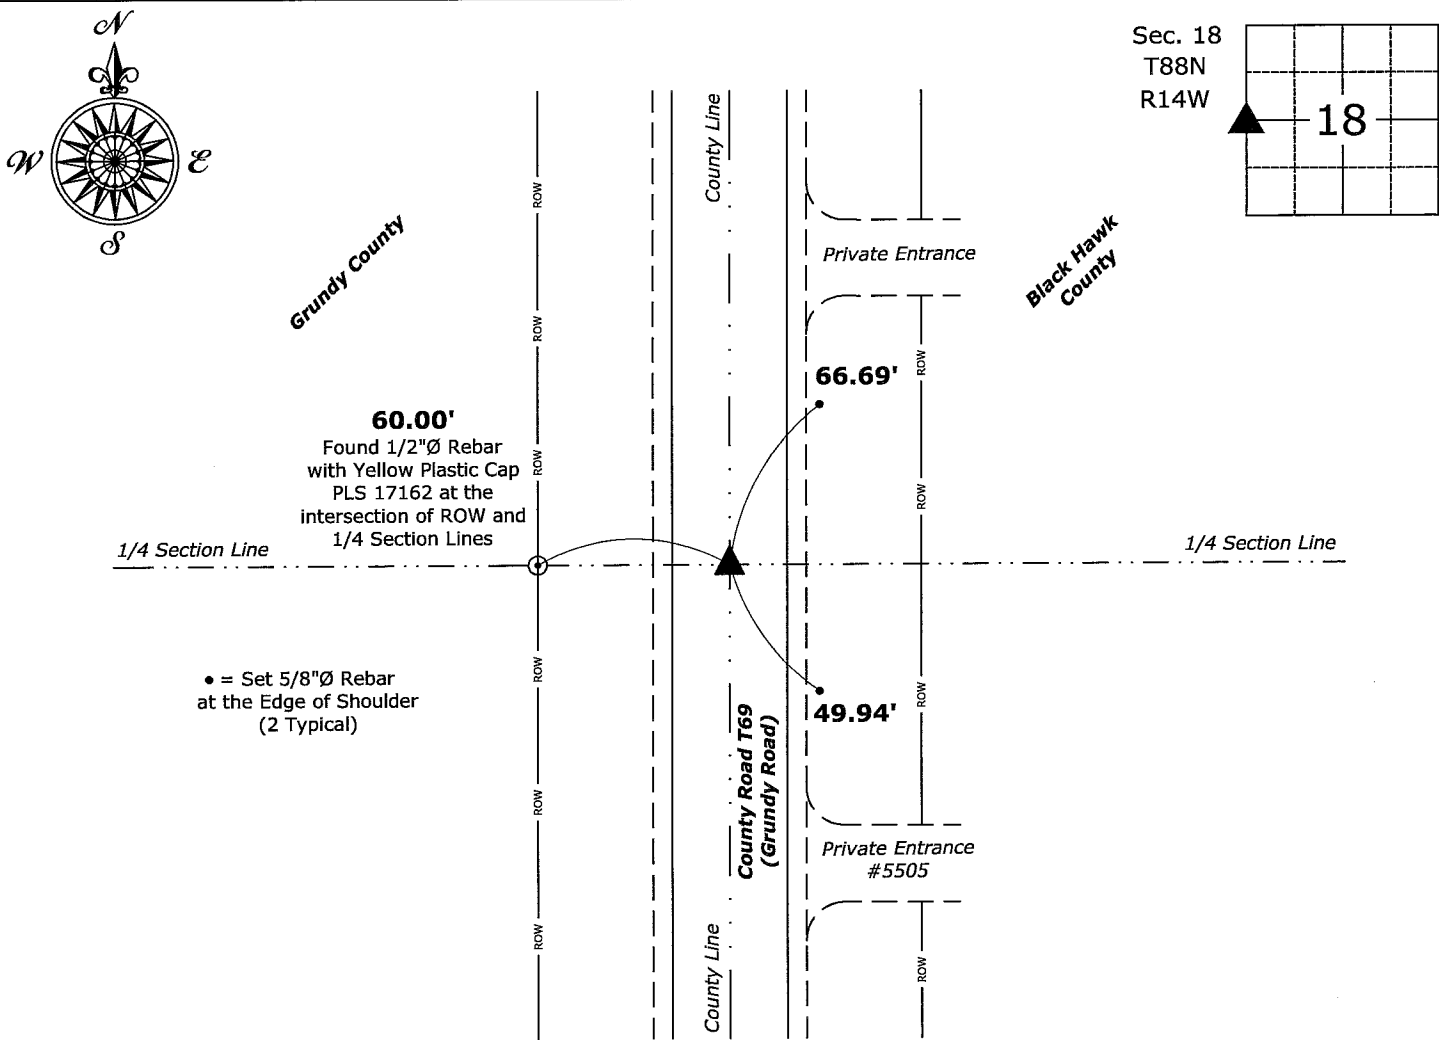 N
W
E
S
Sec. 18
T88N
R14W
18
County Line
ROW
Grundy County
Private Entrance
Black Hawk
County
ROW
ROW
66.69'
60.00'
Found 1/2"Ø Rebar
with Yellow Plastic Cap
PLS 17162 at the
intersection of ROW and
1/4 Section Lines
ROW
ROW
1/4 Section Line
1/4 Section Line
● = Set 5/8"Ø Rebar
at the Edge of Shoulder
(2 Typical)
ROW
ROW
49.94'
County Road T69
(Grundy Road)
ROW
Private Entrance
#5505
County Line
ROW
ROW